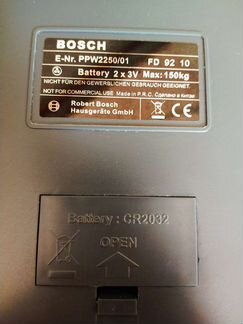 BOSCH
E-Nr. PPW2250/01 FD 92 10
Battery 2 x 3V Max: 150kg
NICHT FÜR DEN GEWERBLICHEN GEBRAUCH GEEIGNET.
NOT FOR COMMERCIAL USE Made in P.R.C. Сделано в Китае
Robert Bosch
Hausgeräte GmbH
CE
Battery : CR2032
OPEN